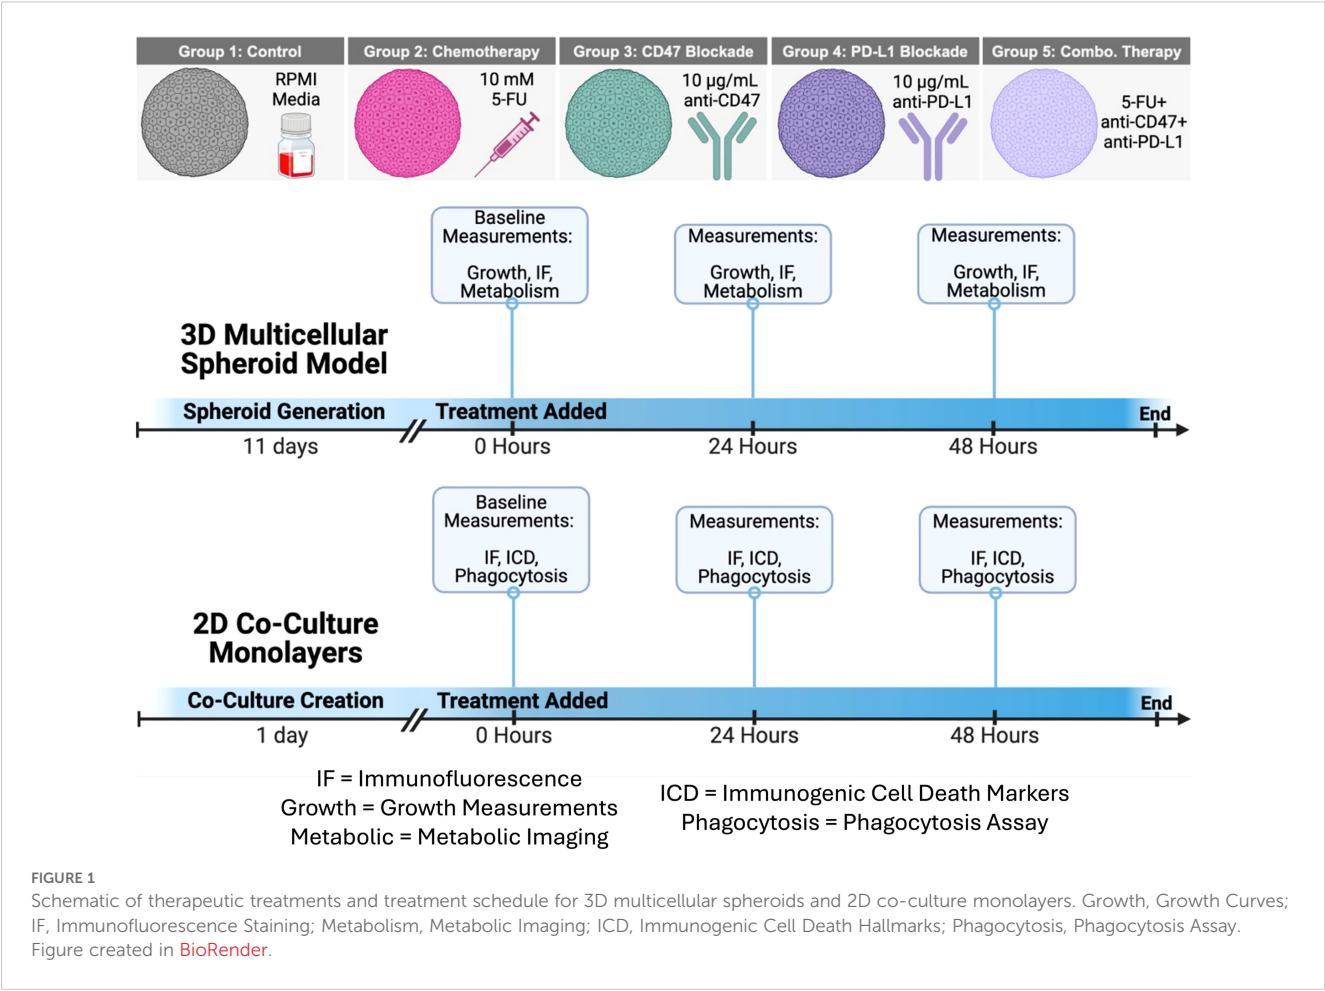 Group 1: Control
RPMI
Media
Group 2: Chemotherapy
10 mM
5-FU
Group 3: CD47 Blockade
10 µg/mL
anti-CD47
Group 4: PD-L1 Blockade
10 µg/mL
anti-PD-L1
Group 5: Combo. Therapy
5-FU+
anti-CD47+
anti-PD-L1
Baseline
Measurements:
Growth, IF,
Metabolism
Measurements:
Growth, IF,
Metabolism
Measurements:
Growth, IF,
Metabolism
3D Multicellular
Spheroid Model
Spheroid Generation
Treatment Added
End
11 days
0 Hours
24 Hours
48 Hours
Baseline
Measurements:
IF, ICD,
Phagocytosis
Measurements:
IF, ICD,
Phagocytosis
Measurements:
IF, ICD,
Phagocytosis
2D Co-Culture
Monolayers
Co-Culture Creation
Treatment Added
End
1 day
0 Hours
24 Hours
48 Hours
IF = Immunofluorescence
Growth = Growth Measurements
Metabolic = Metabolic Imaging
ICD = Immunogenic Cell Death Markers
Phagocytosis = Phagocytosis Assay
FIGURE 1
Schematic of therapeutic treatments and treatment schedule for 3D multicellular spheroids and 2D co-culture monolayers. Growth, Growth Curves;
IF, Immunofluorescence Staining; Metabolism, Metabolic Imaging; ICD, Immunogenic Cell Death Hallmarks; Phagocytosis, Phagocytosis Assay.
Figure created in BioRender.